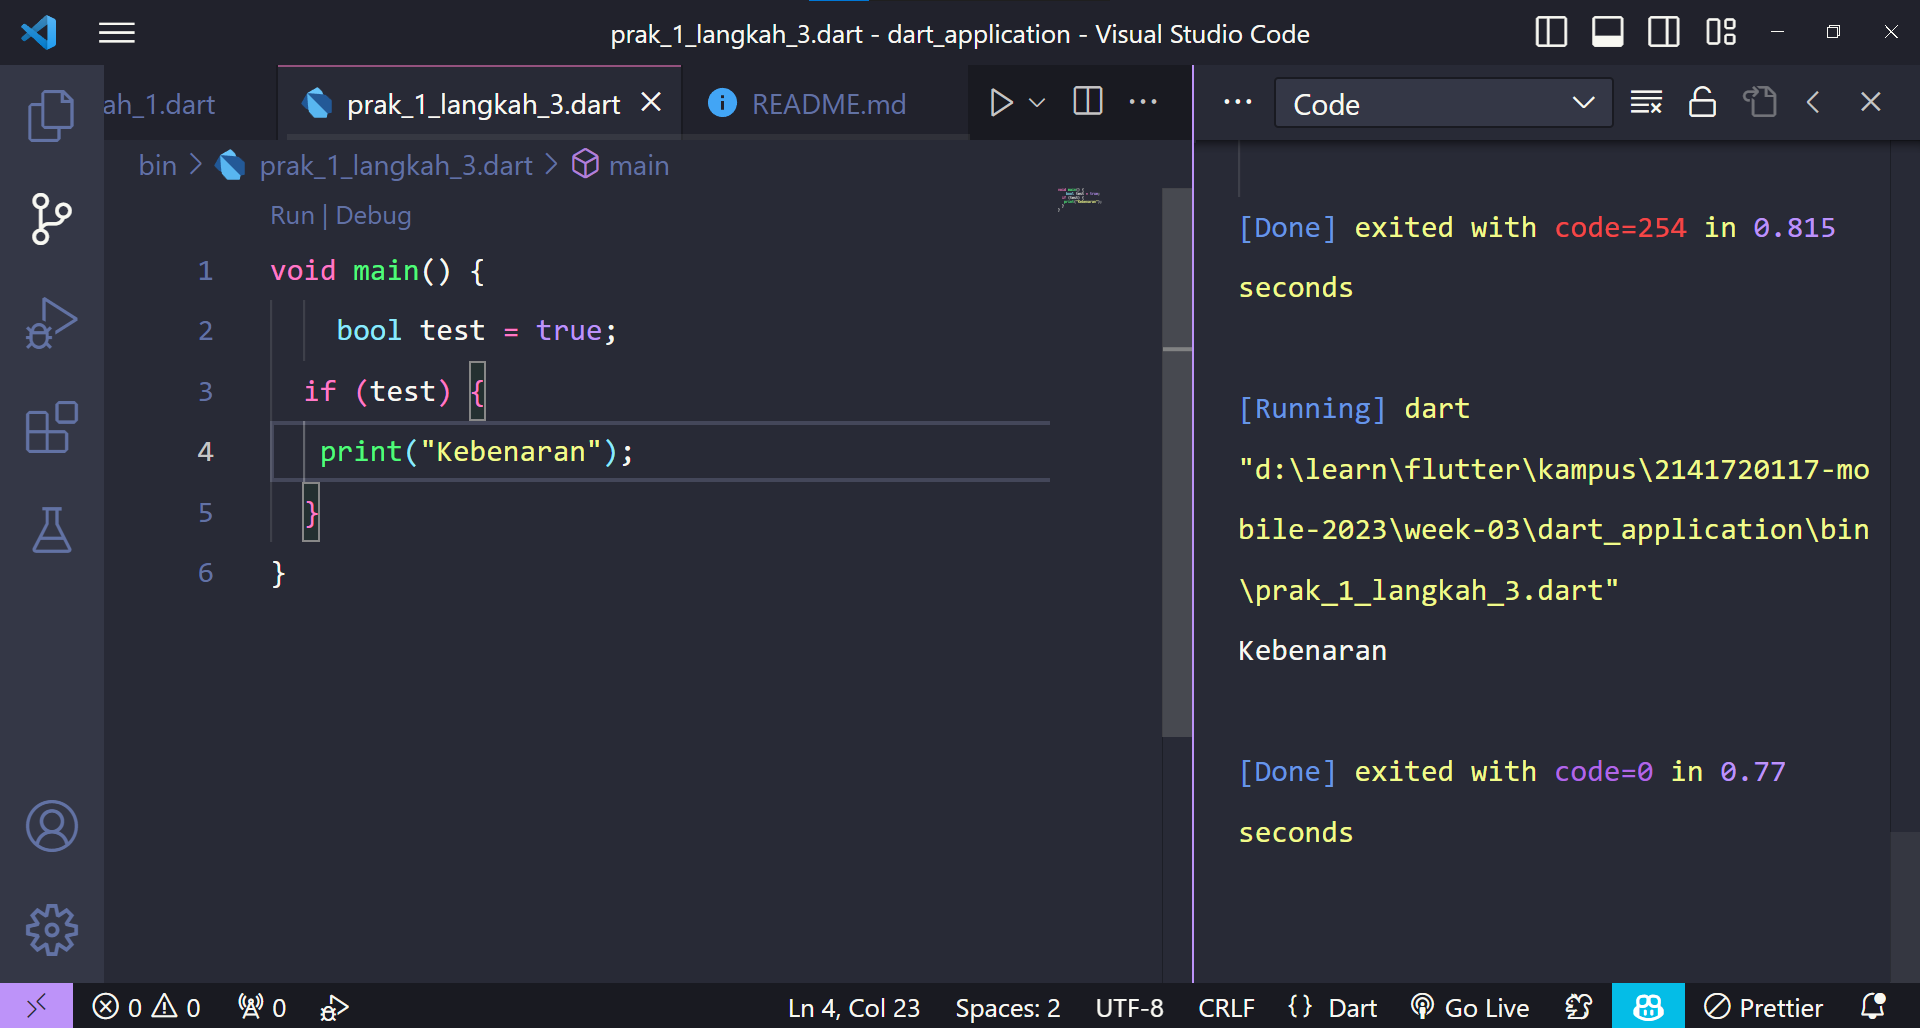 prak_1_langkah_3.dart - dart_application - Visual Studio Code
ah_1.dart
prak_1_langkah_3.dart
README.md
bin > prak_1_langkah_3.dart > main
Run | Debug
1 void main() {
2 bool test = true;
3 if (test) {
4 print("Kebenaran");
5 }
6 }
Code
[Done] exited with code=254 in 0.815
seconds
[Running] dart
"d:\learn\flutter\kampus\2141720117-mo
bile-2023\week-03\dart_application\bin
\prak_1_langkah_3.dart"
Kebenaran
[Done] exited with code=0 in 0.77
seconds
0 0 0 Ln 4, Col 23 Spaces: 2 UTF-8 CRLF {} Dart Go Live Prettier